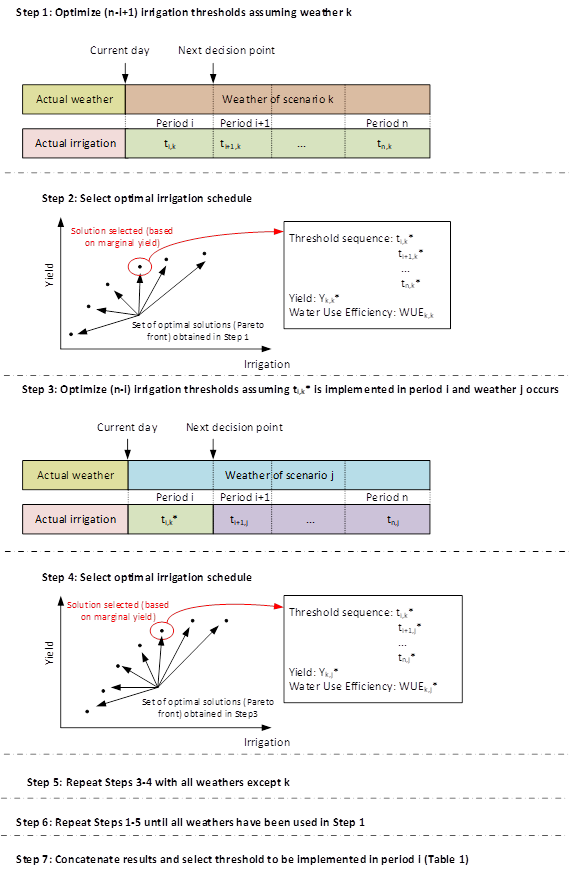 Step 1: Optimize (n-i+1) irrigation thresholds assuming weather k
Current day
Next decision point
Actual weather
Weather of scenario k
Period i
Period i+1
Period n
Actual irrigation
ti,k
ti+1,k
...
tn,k
Step 2: Select optimal irrigation schedule
Solution selected (based
on marginal yield)
Yield
Set of optimal solutions (Pareto
front) obtained in Step 1
Irrigation
Threshold sequence: ti,k*
ti+1,k*
...
tn,k*
Yield: Yk,k*
Water Use Efficiency: WUEk,k
Step 3: Optimize (n-i) irrigation thresholds assuming ti,k* is implemented in period i and weather j occurs
Current day
Next decision point
Actual weather
Weather of scenario j
Period i
Period i+1
Period n
Actual irrigation
ti,k*
ti+1,j
...
tn,j
Step 4: Select optimal irrigation schedule
Solution selected (based
on marginal yield)
Yield
Set of optimal solutions (Pareto
front) obtained in Step3
Irrigation
Threshold sequence: ti,k*
ti+1,j*
...
tn,j*
Yield: Yk,j*
Water Use Efficiency: WUEk,j*
Step 5: Repeat Steps 3-4 with all weathers except k
Step 6: Repeat Steps 1-5 until all weathers have been used in Step 1
Step 7: Concatenate results and select threshold to be implemented in period i (Table 1)